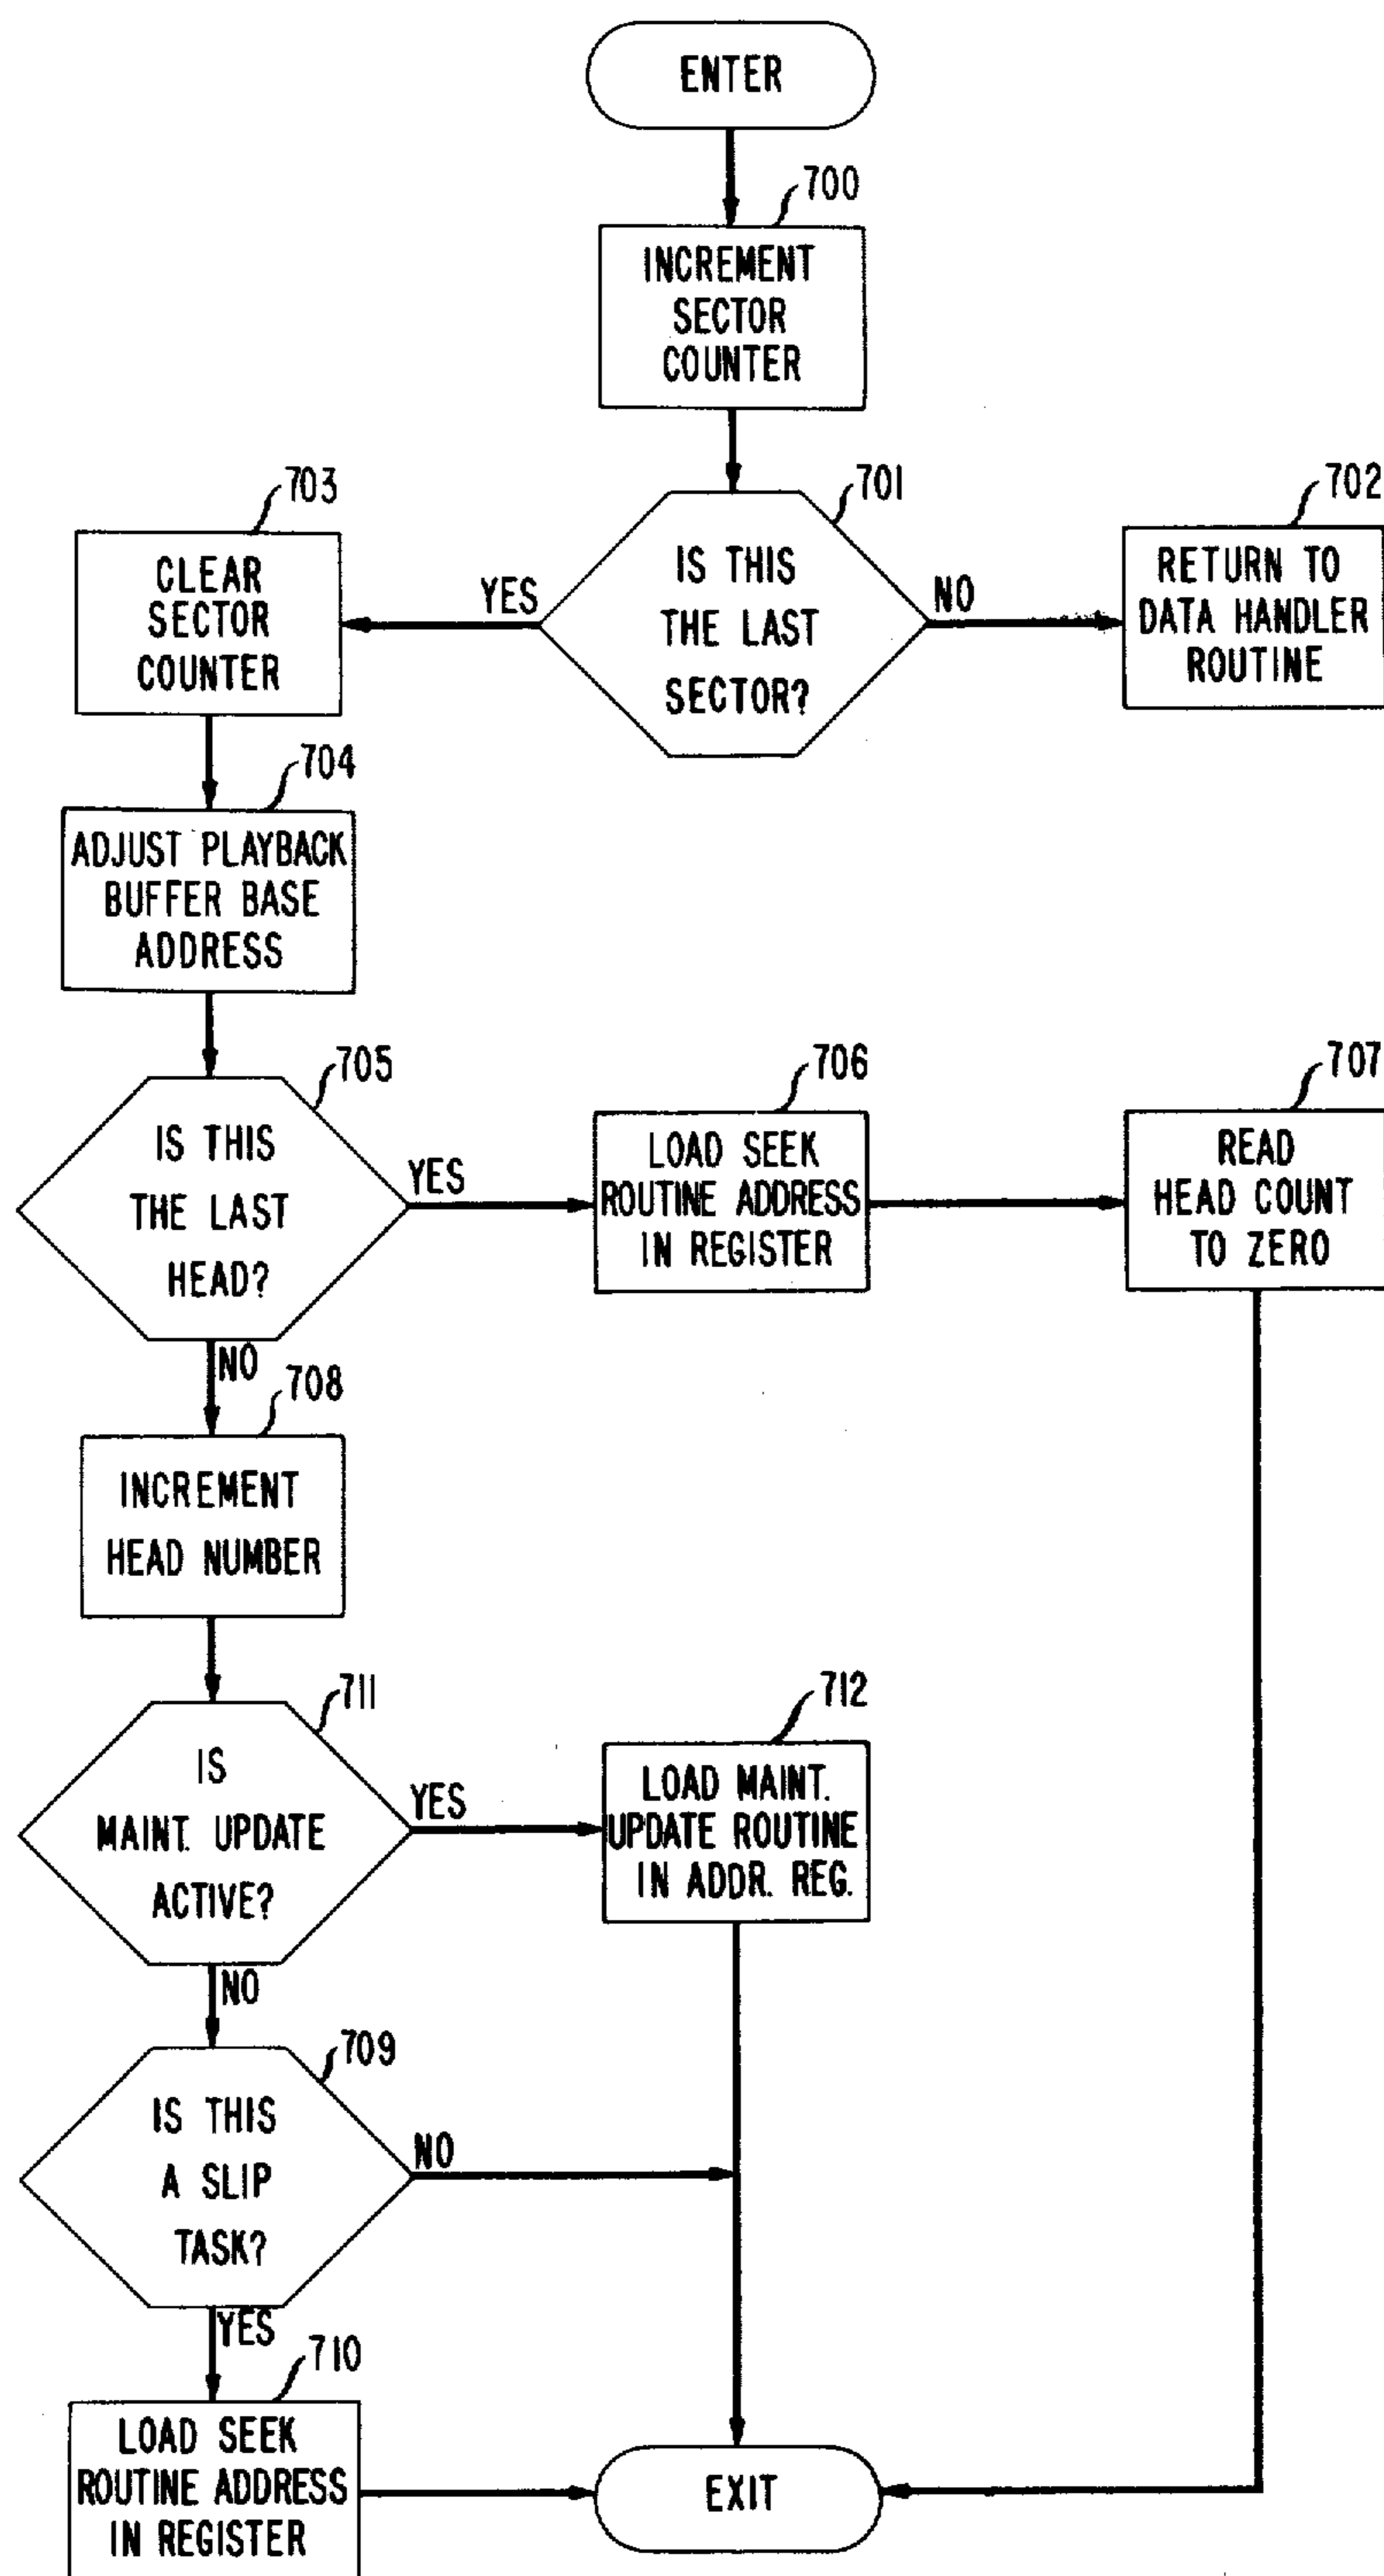 ENTER
700
INCREMENT
SECTOR
COUNTER
701
IS THIS
THE LAST
SECTOR?
YES
NO
702
RETURN TO
DATA HANDLER
ROUTINE
703
CLEAR
SECTOR
COUNTER
704
ADJUST PLAYBACK
BUFFER BASE
ADDRESS
705
IS THIS
THE LAST
HEAD?
YES
706
LOAD SEEK
ROUTINE ADDRESS
IN REGISTER
707
READ
HEAD COUNT
TO ZERO
NO
708
INCREMENT
HEAD NUMBER
711
IS
MAINT. UPDATE
ACTIVE?
YES
712
LOAD MAINT.
UPDATE ROUTINE
IN ADDR. REG.
NO
709
IS THIS
A SLIP
TASK?
NO
YES
710
LOAD SEEK
ROUTINE ADDRESS
IN REGISTER
EXIT